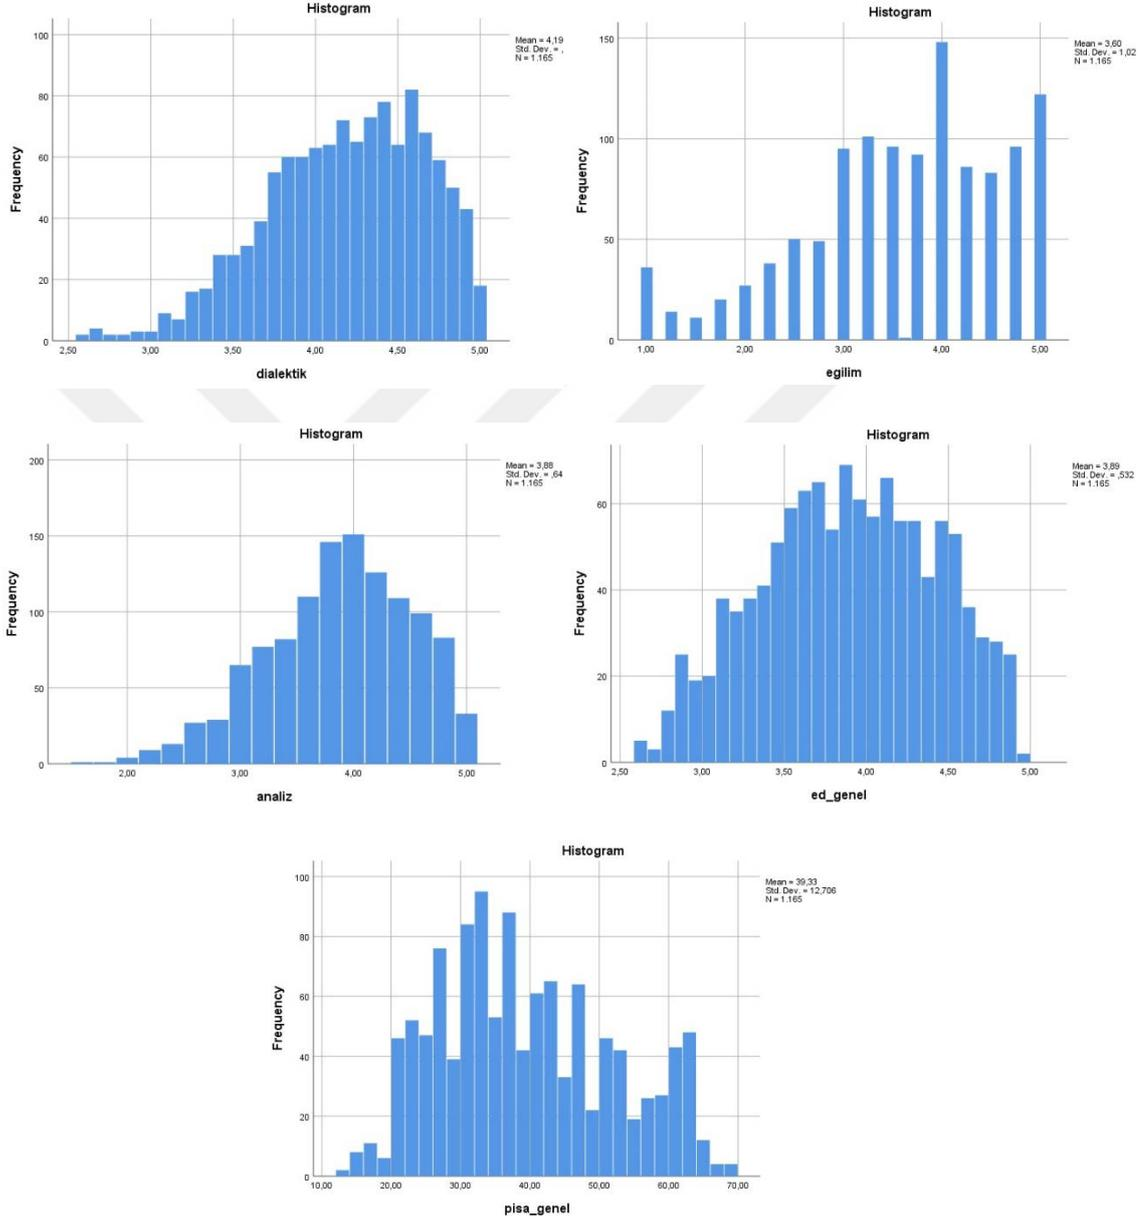 Histogram
Mean = 4,19
Std. Dev. = ,
N = 1.165
Frequency
100
80
60
40
20
0
2,50 3,00 3,50 4,00 4,50 5,00
dialektik
Histogram
Mean = 3,60
Std. Dev. = 1,02
N = 1.165
Frequency
150
100
50
0
1,00 2,00 3,00 4,00 5,00
egilim
Histogram
Mean = 3,88
Std. Dev. = ,64
N = 1.165
Frequency
200
150
100
50
0
2,00 3,00 4,00 5,00
analiz
Histogram
Mean = 3,89
Std. Dev. = ,532
N = 1.165
Frequency
60
40
20
0
2,50 3,00 3,50 4,00 4,50 5,00
ed_genel
Histogram
Mean = 39,33
Std. Dev. = 12,706
N = 1.165
Frequency
100
80
60
40
20
0
10,00 20,00 30,00 40,00 50,00 60,00 70,00
pisa_genel